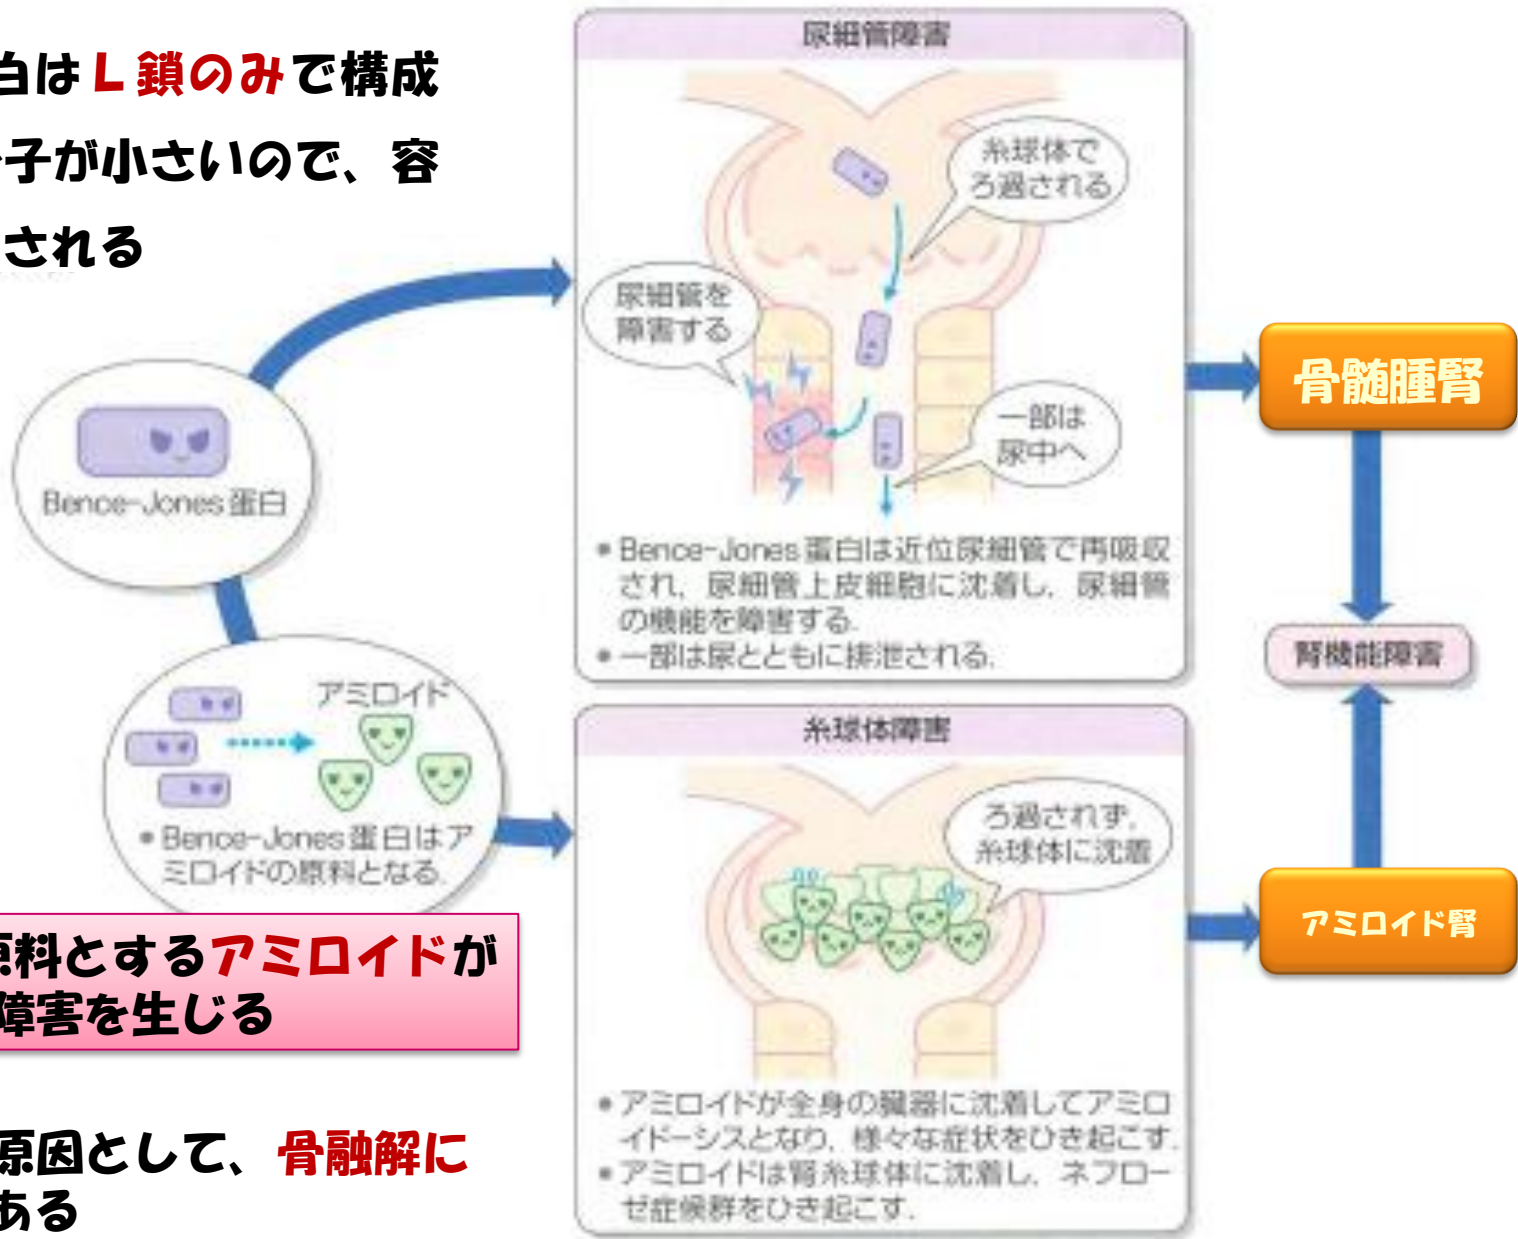 白はＬ鎖のみで構成
子が小さいので、容
される
尿細管障害
糸球体で
ろ過される
尿細管を
障害する
一部は
尿中へ
• Bence-Jones蛋白は近位尿細管で再吸収
され，尿細管上皮細胞に沈着し，尿細管
の機能を障害する．
• 一部は尿とともに排泄される．
骨髄腫腎
Bence-Jones蛋白
腎機能障害
アミロイド
• Bence-Jones蛋白はア
ミロイドの原料となる．
糸球体障害
ろ過されず，
糸球体に沈着
• アミロイドが全身の臓器に沈着してアミロ
イドーシスとなり，様々な症状をひき起こす．
• アミロイドは腎糸球体に沈着し，ネフロー
ゼ症候群をひき起こす．
アミロイド腎
原料とするアミロイドが
障害を生じる
原因として、骨融解に
ある